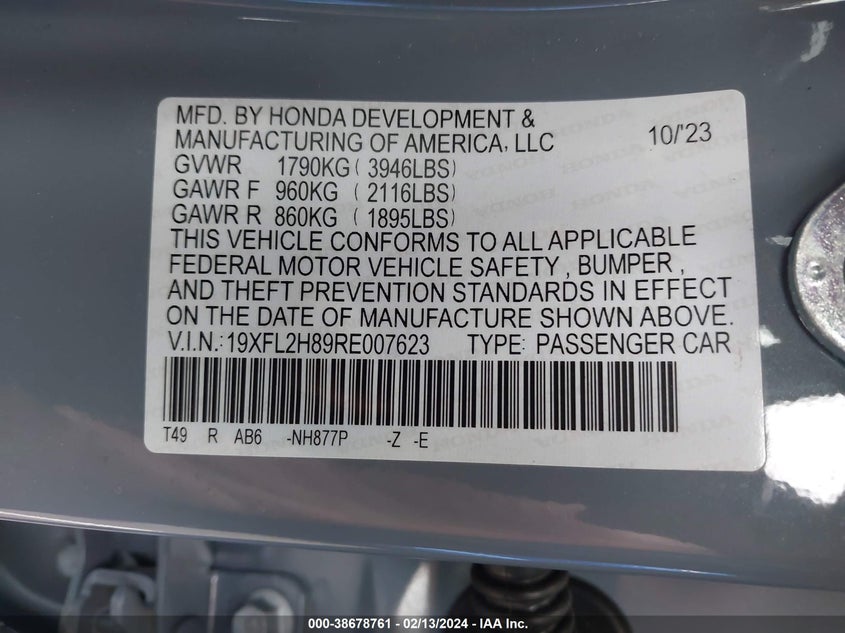 MFD. BY HONDA DEVELOPMENT &
MANUFACTURING OF AMERICA, LLC 10/'23
GVWR 1790KG ( 3946LBS)
GAWR F 960KG ( 2116LBS)
GAWR R 860KG ( 1895LBS)
THIS VEHICLE CONFORMS TO ALL APPLICABLE
FEDERAL MOTOR VEHICLE SAFETY , BUMPER ,
AND THEFT PREVENTION STANDARDS IN EFFECT
ON THE DATE OF MANUFACTURE SHOWN ABOVE.
V.I.N.:19XFL2H89RE007623 TYPE: PASSENGER CAR
T49 R AB6 -NH877P -Z -E
000-38678761 - 02/13/2024 - IAA Inc.